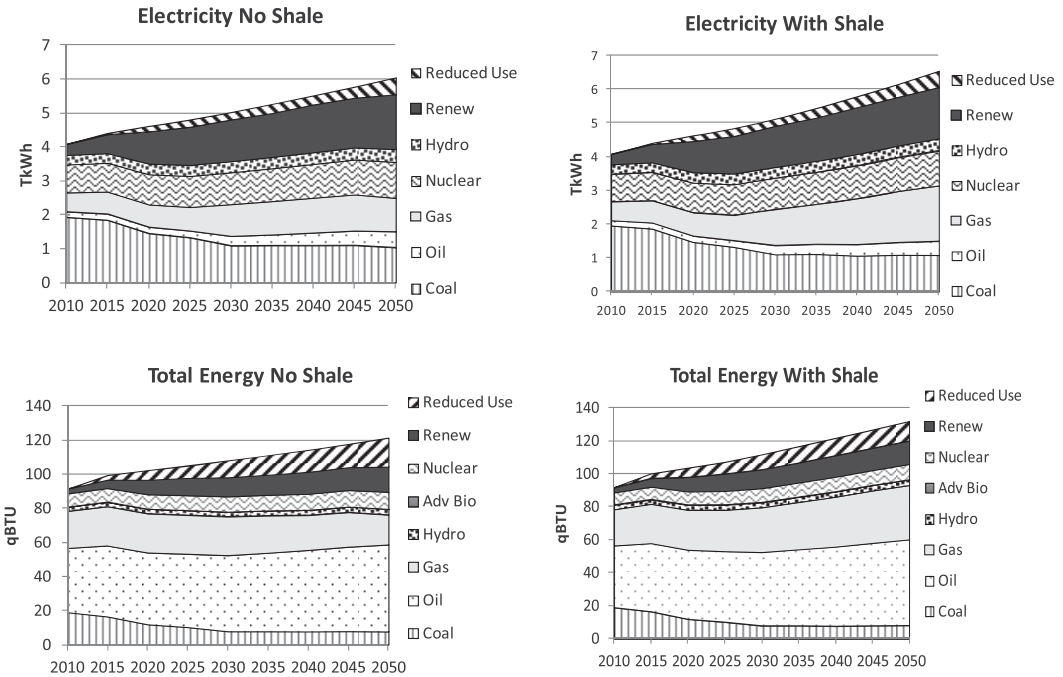 Electricity No Shale
TkWh
7
6
5
4
3
2
1
0
2010 2015 2020 2025 2030 2035 2040 2045 2050
Reduced Use
Renew
Hydro
Nuclear
Gas
Oil
Coal
Electricity With Shale
TkWh
7
6
5
4
3
2
1
0
2010 2015 2020 2025 2030 2035 2040 2045 2050
Reduced Use
Renew
Hydro
Nuclear
Gas
Oil
Coal
Total Energy No Shale
qBTU
140
120
100
80
60
40
20
0
2010 2015 2020 2025 2030 2035 2040 2045 2050
Reduced Use
Renew
Nuclear
Adv Bio
Hydro
Gas
Oil
Coal
Total Energy With Shale
qBTU
140
120
100
80
60
40
20
0
2010 2015 2020 2025 2030 2035 2040 2045 2050
Reduced Use
Renew
Nuclear
Adv Bio
Hydro
Gas
Oil
Coal